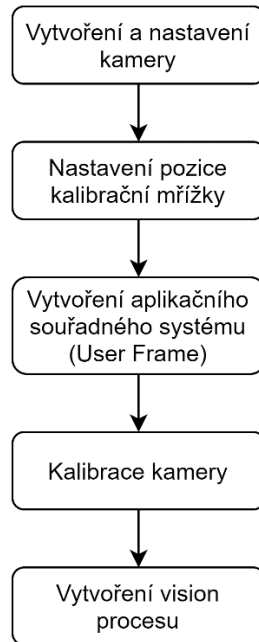 Vytvoření a nastavení
kamery
Nastavení pozice
kalibrační mřížky
Vytvoření aplikačního
souřadného systému
(User Frame)
Kalibrace kamery
Vytvoření vision
procesu